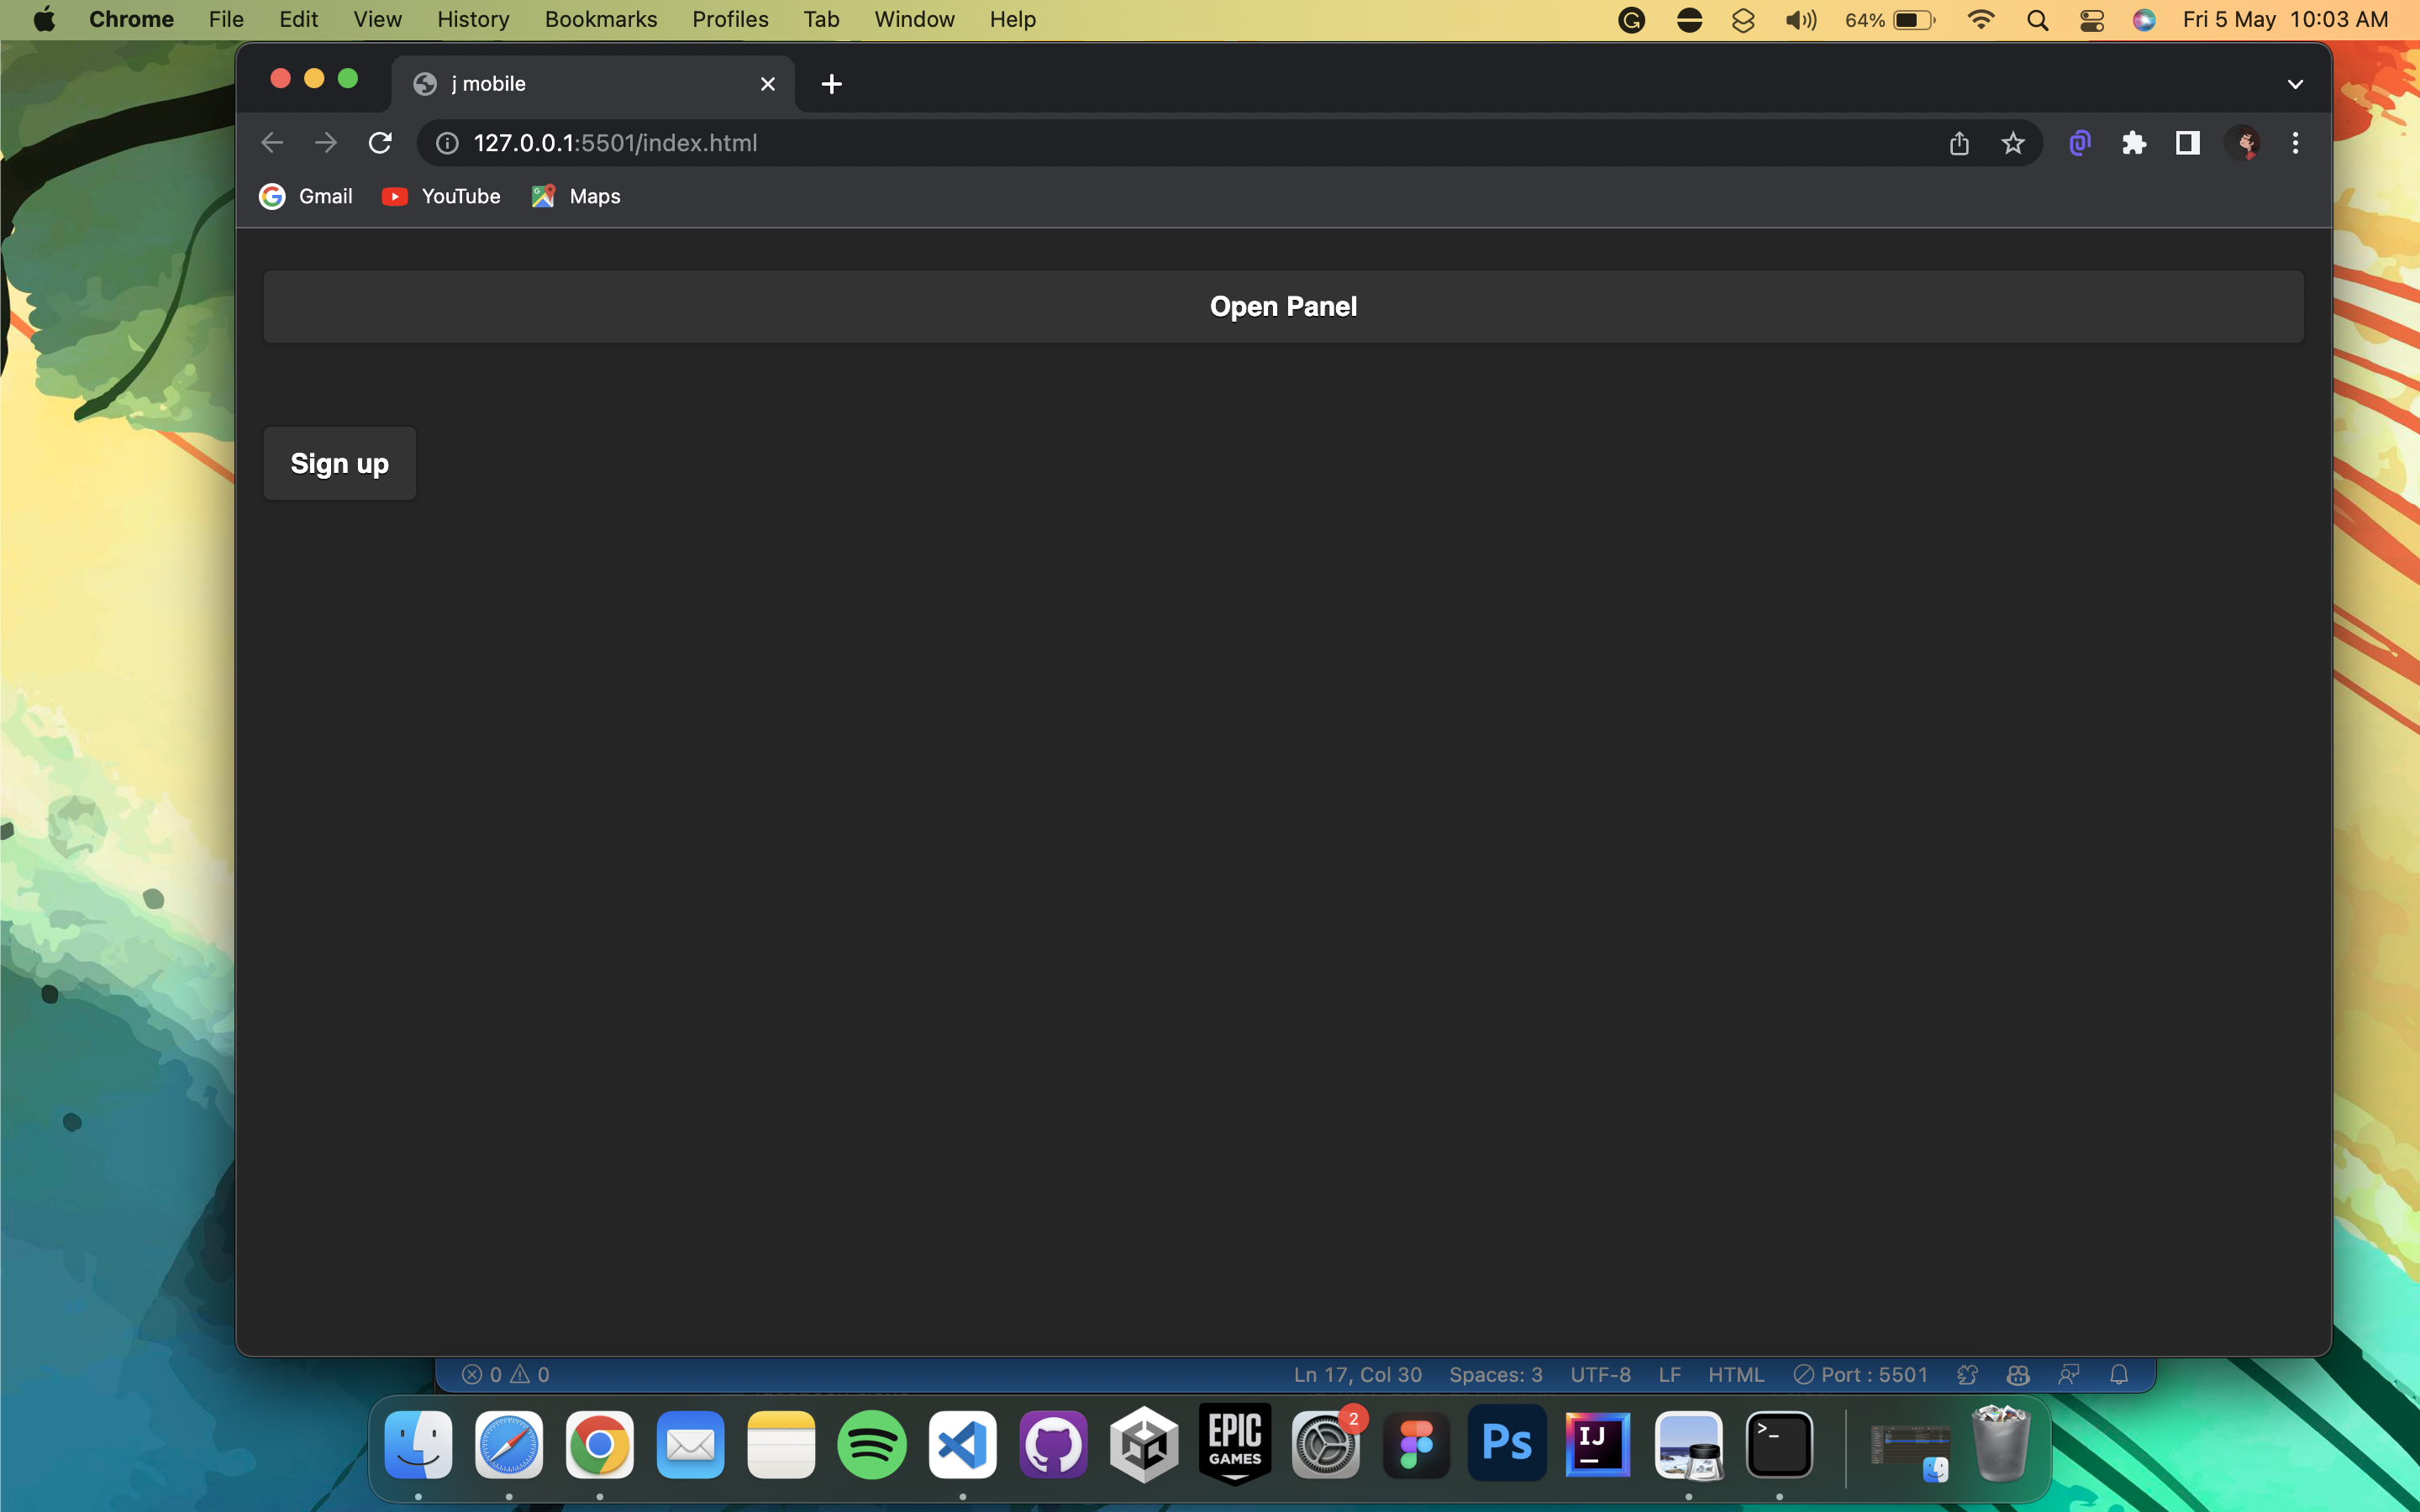 Chrome File Edit View History Bookmarks Profiles Tab Window Help 64% Fri 5 May 10:03 AM
j mobile
127.0.0.1:5501/index.html
Gmail YouTube Maps
Open Panel
Sign up
0 0 Ln 17, Col 30 Spaces: 3 UTF-8 LF HTML Port : 5501
EPIC GAMES 2 Ps IJ >_